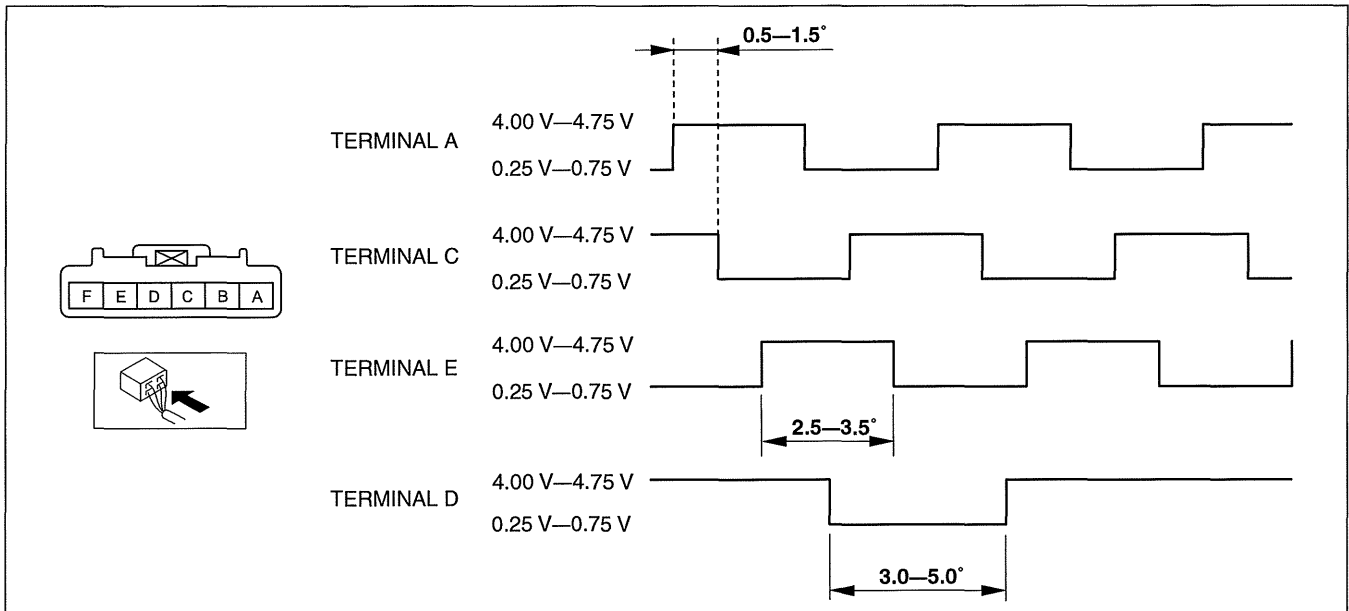 0.5—1.5°
TERMINAL A
4.00 V—4.75 V
0.25 V—0.75 V
TERMINAL C
4.00 V—4.75 V
0.25 V—0.75 V
F E D C B A
TERMINAL E
4.00 V—4.75 V
0.25 V—0.75 V
2.5—3.5°
TERMINAL D
4.00 V—4.75 V
0.25 V—0.75 V
3.0—5.0°